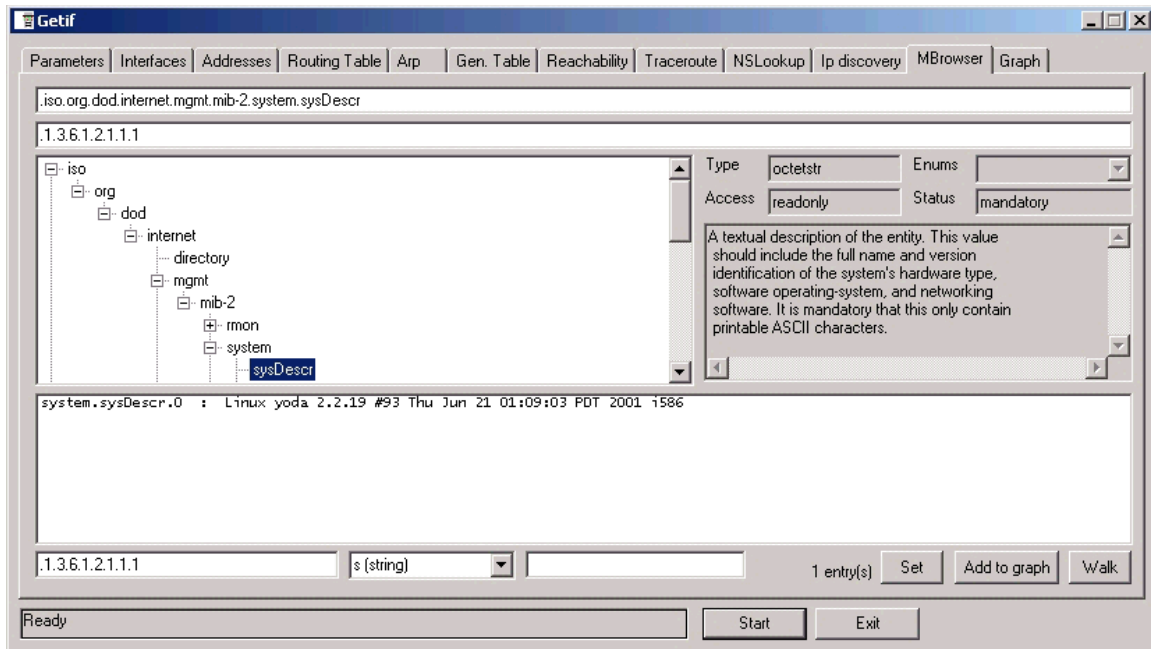 Getif
Parameters Interfaces Addresses Routing Table Arp Gen. Table Reachability Traceroute NSLookup Ip discovery MBrowser Graph
.iso.org.dod.internet.mgmt.mib-2.system.sysDescr
.1.3.6.1.2.1.1.1
iso
org
dod
internet
directory
mgmt
mib-2
rmon
system
sysDescr
Type octetstr Enums
Access readonly Status mandatory
A textual description of the entity. This value
should include the full name and version
identification of the system's hardware type,
software operating-system, and networking
software. It is mandatory that this only contain
printable ASCII characters.
system.sysDescr.0 : Linux yoda 2.2.19 #93 Thu Jun 21 01:09:03 PDT 2001 i586
.1.3.6.1.2.1.1.1 s (string) 1 entry(s) Set Add to graph Walk
Ready Start Exit